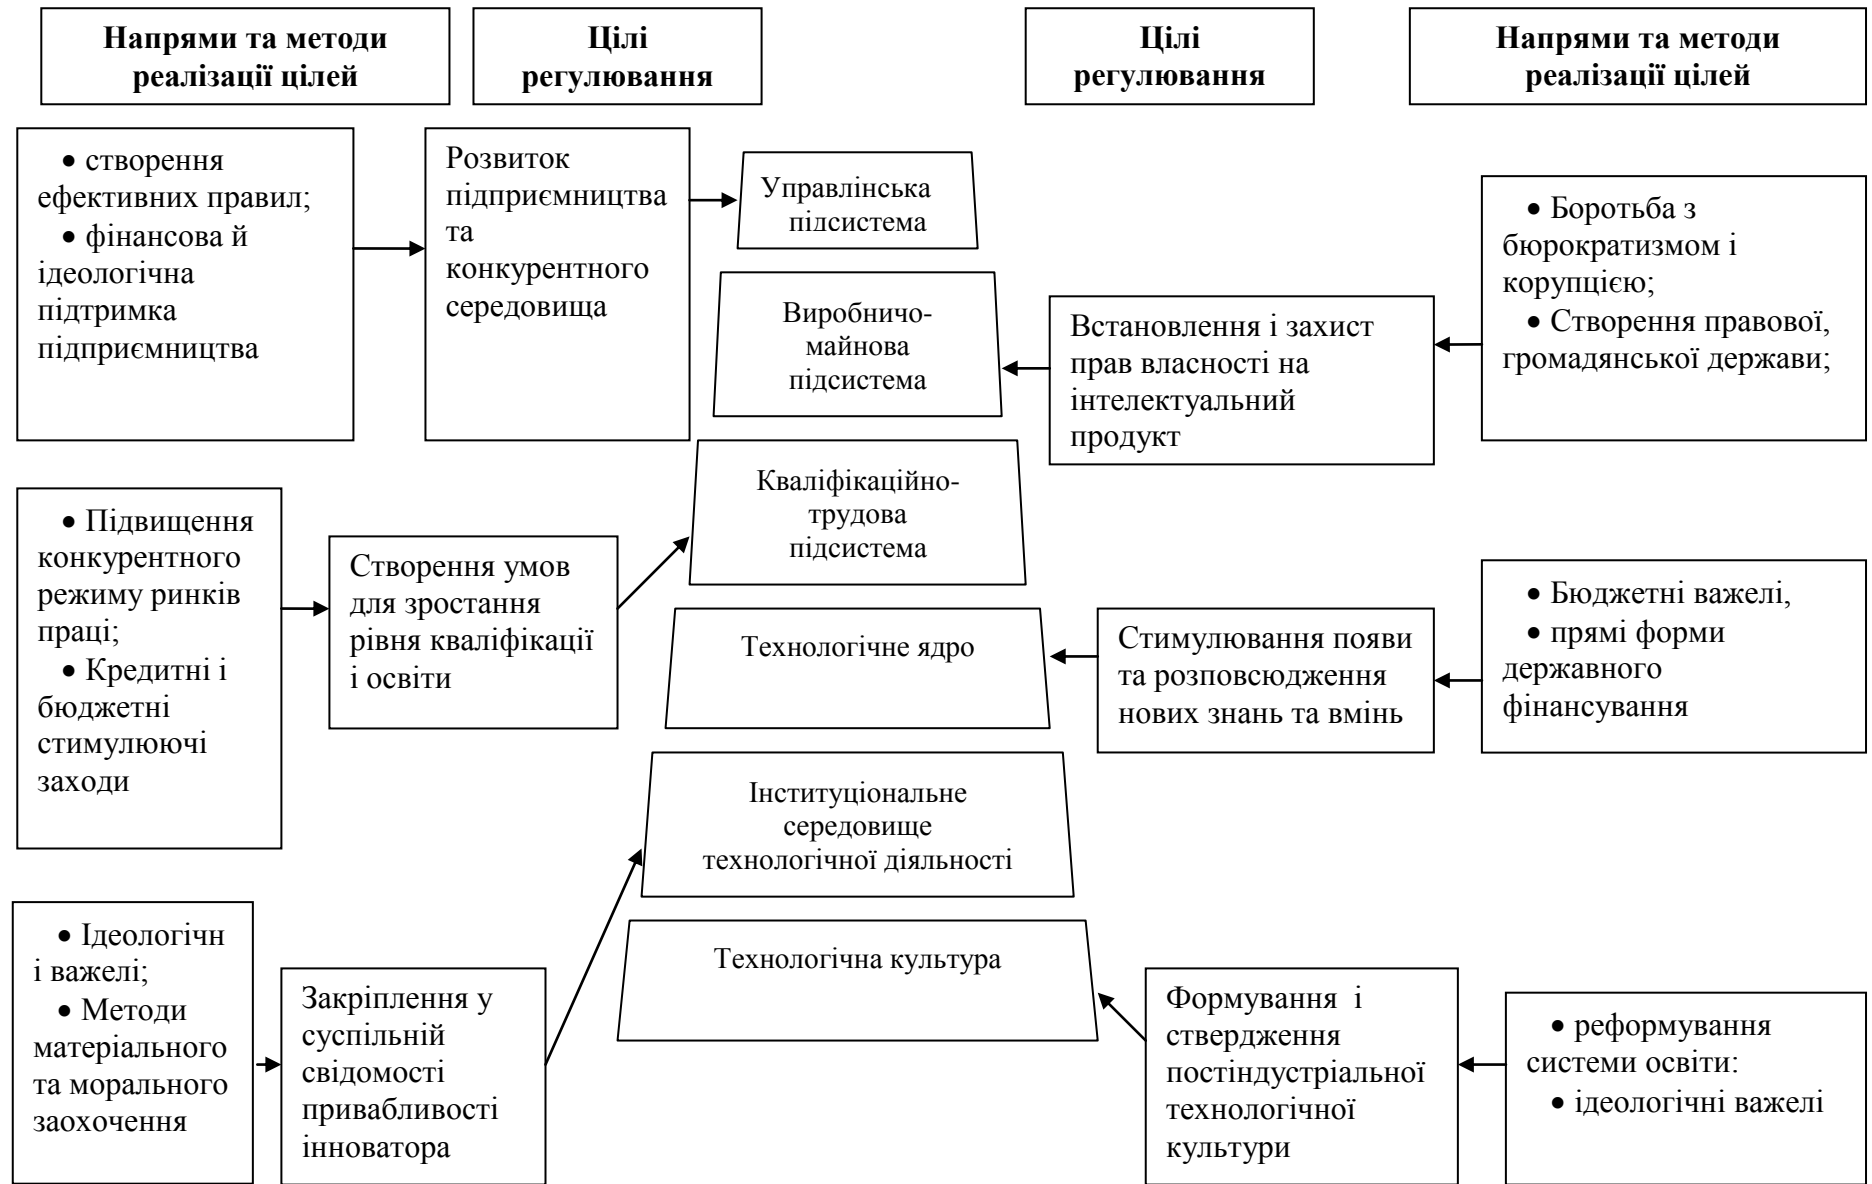 Напрями та методи
реалізації цілей
Цілі
регулювання
Цілі
регулювання
Напрями та методи
реалізації цілей
• створення
ефективних правил;
• фінансова й
ідеологічна
підтримка
підприємництва
Розвиток
підприємництва
та
конкурентного
середовища
Управлінська
підсистема
Виробничо-
майнова
підсистема
Встановлення і захист
прав власності на
інтелектуальний
продукт
• Боротьба з
бюрократизмом і
корупцією;
• Створення правової,
громадянської держави;
• Підвищення
конкурентного
режиму ринків
праці;
• Кредитні і
бюджетні
стимулюючі
заходи
Створення умов
для зростання
рівня кваліфікації
і освіти
Кваліфікаційно-
трудова
підсистема
Технологічне ядро
Стимулювання появи
та розповсюдження
нових знань та вмінь
• Бюджетні важелі,
• прямі форми
державного
фінансування
Інституціональне
середовище
технологічної діяльності
• Ідеологічн
і важелі;
• Методи
матеріального
та морального
заохочення
Закріплення у
суспільній
свідомості
привабливості
інноватора
Технологічна культура
Формування і
ствердження
постіндустріальної
технологічної
культури
• реформування
системи освіти:
• ідеологічні важелі